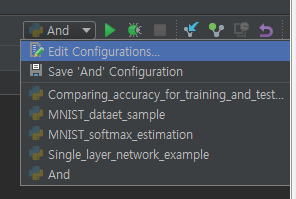 And
Edit Configurations...
Save 'And' Configuration
Comparing_accuracy_for_training_and_test...
MNIST_dataet_sample
MNIST_softmax_estimation
Single_layer_network_example
And